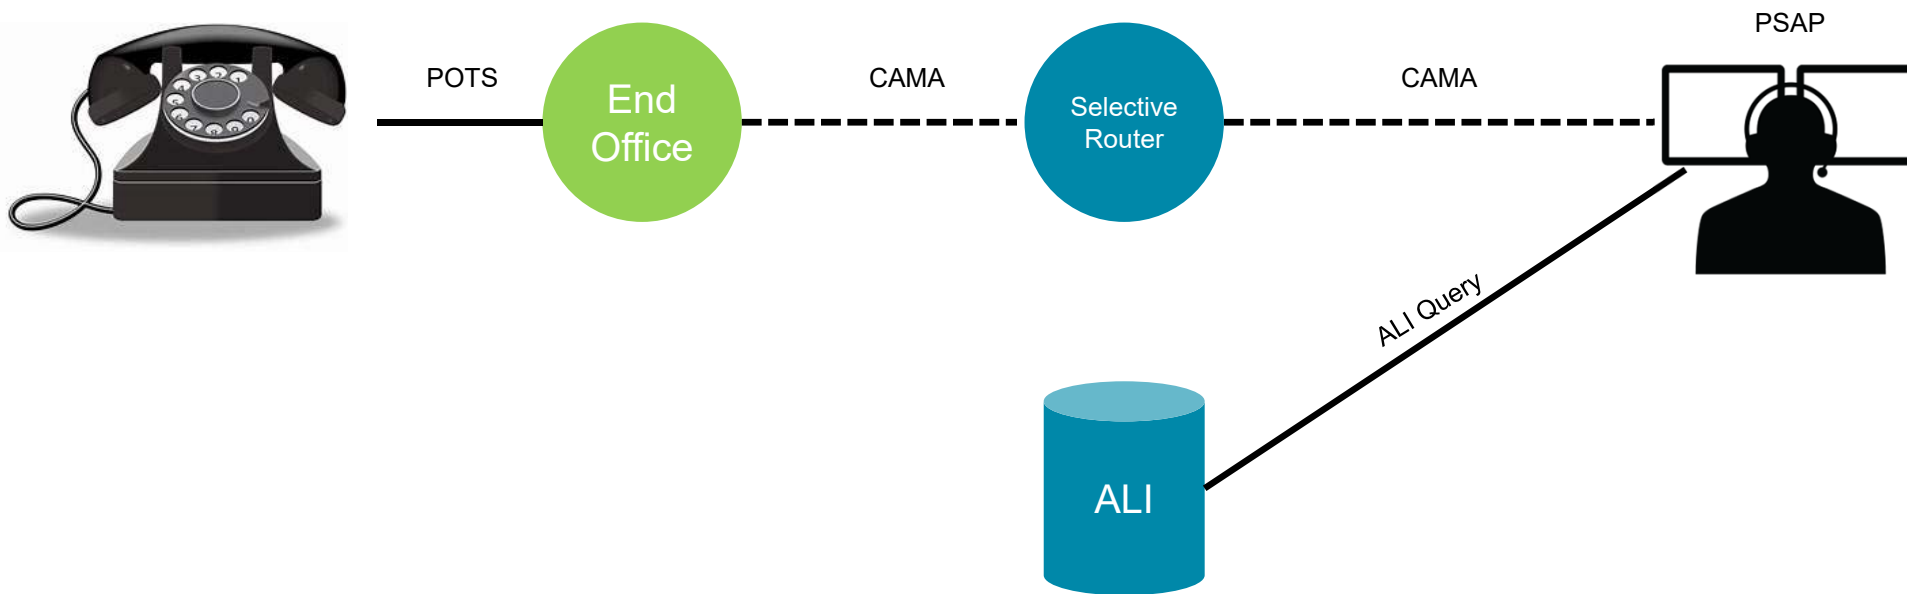 PSAP
POTS
CAMA
CAMA
End
Office
Selective
Router
ALI Query
ALI